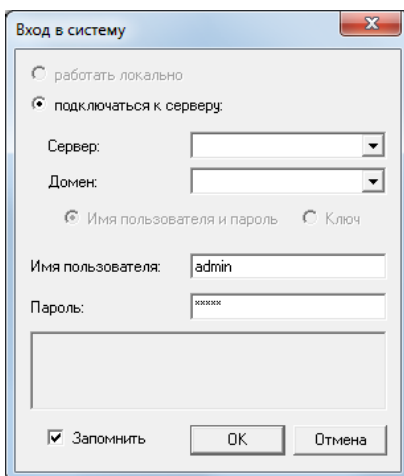 Вход в систему
работать локально
подключаться к серверу:
Сервер:
Домен:
Имя пользователя и пароль Ключ
Имя пользователя: admin
Пароль: *****
Запомнить OK Отмена